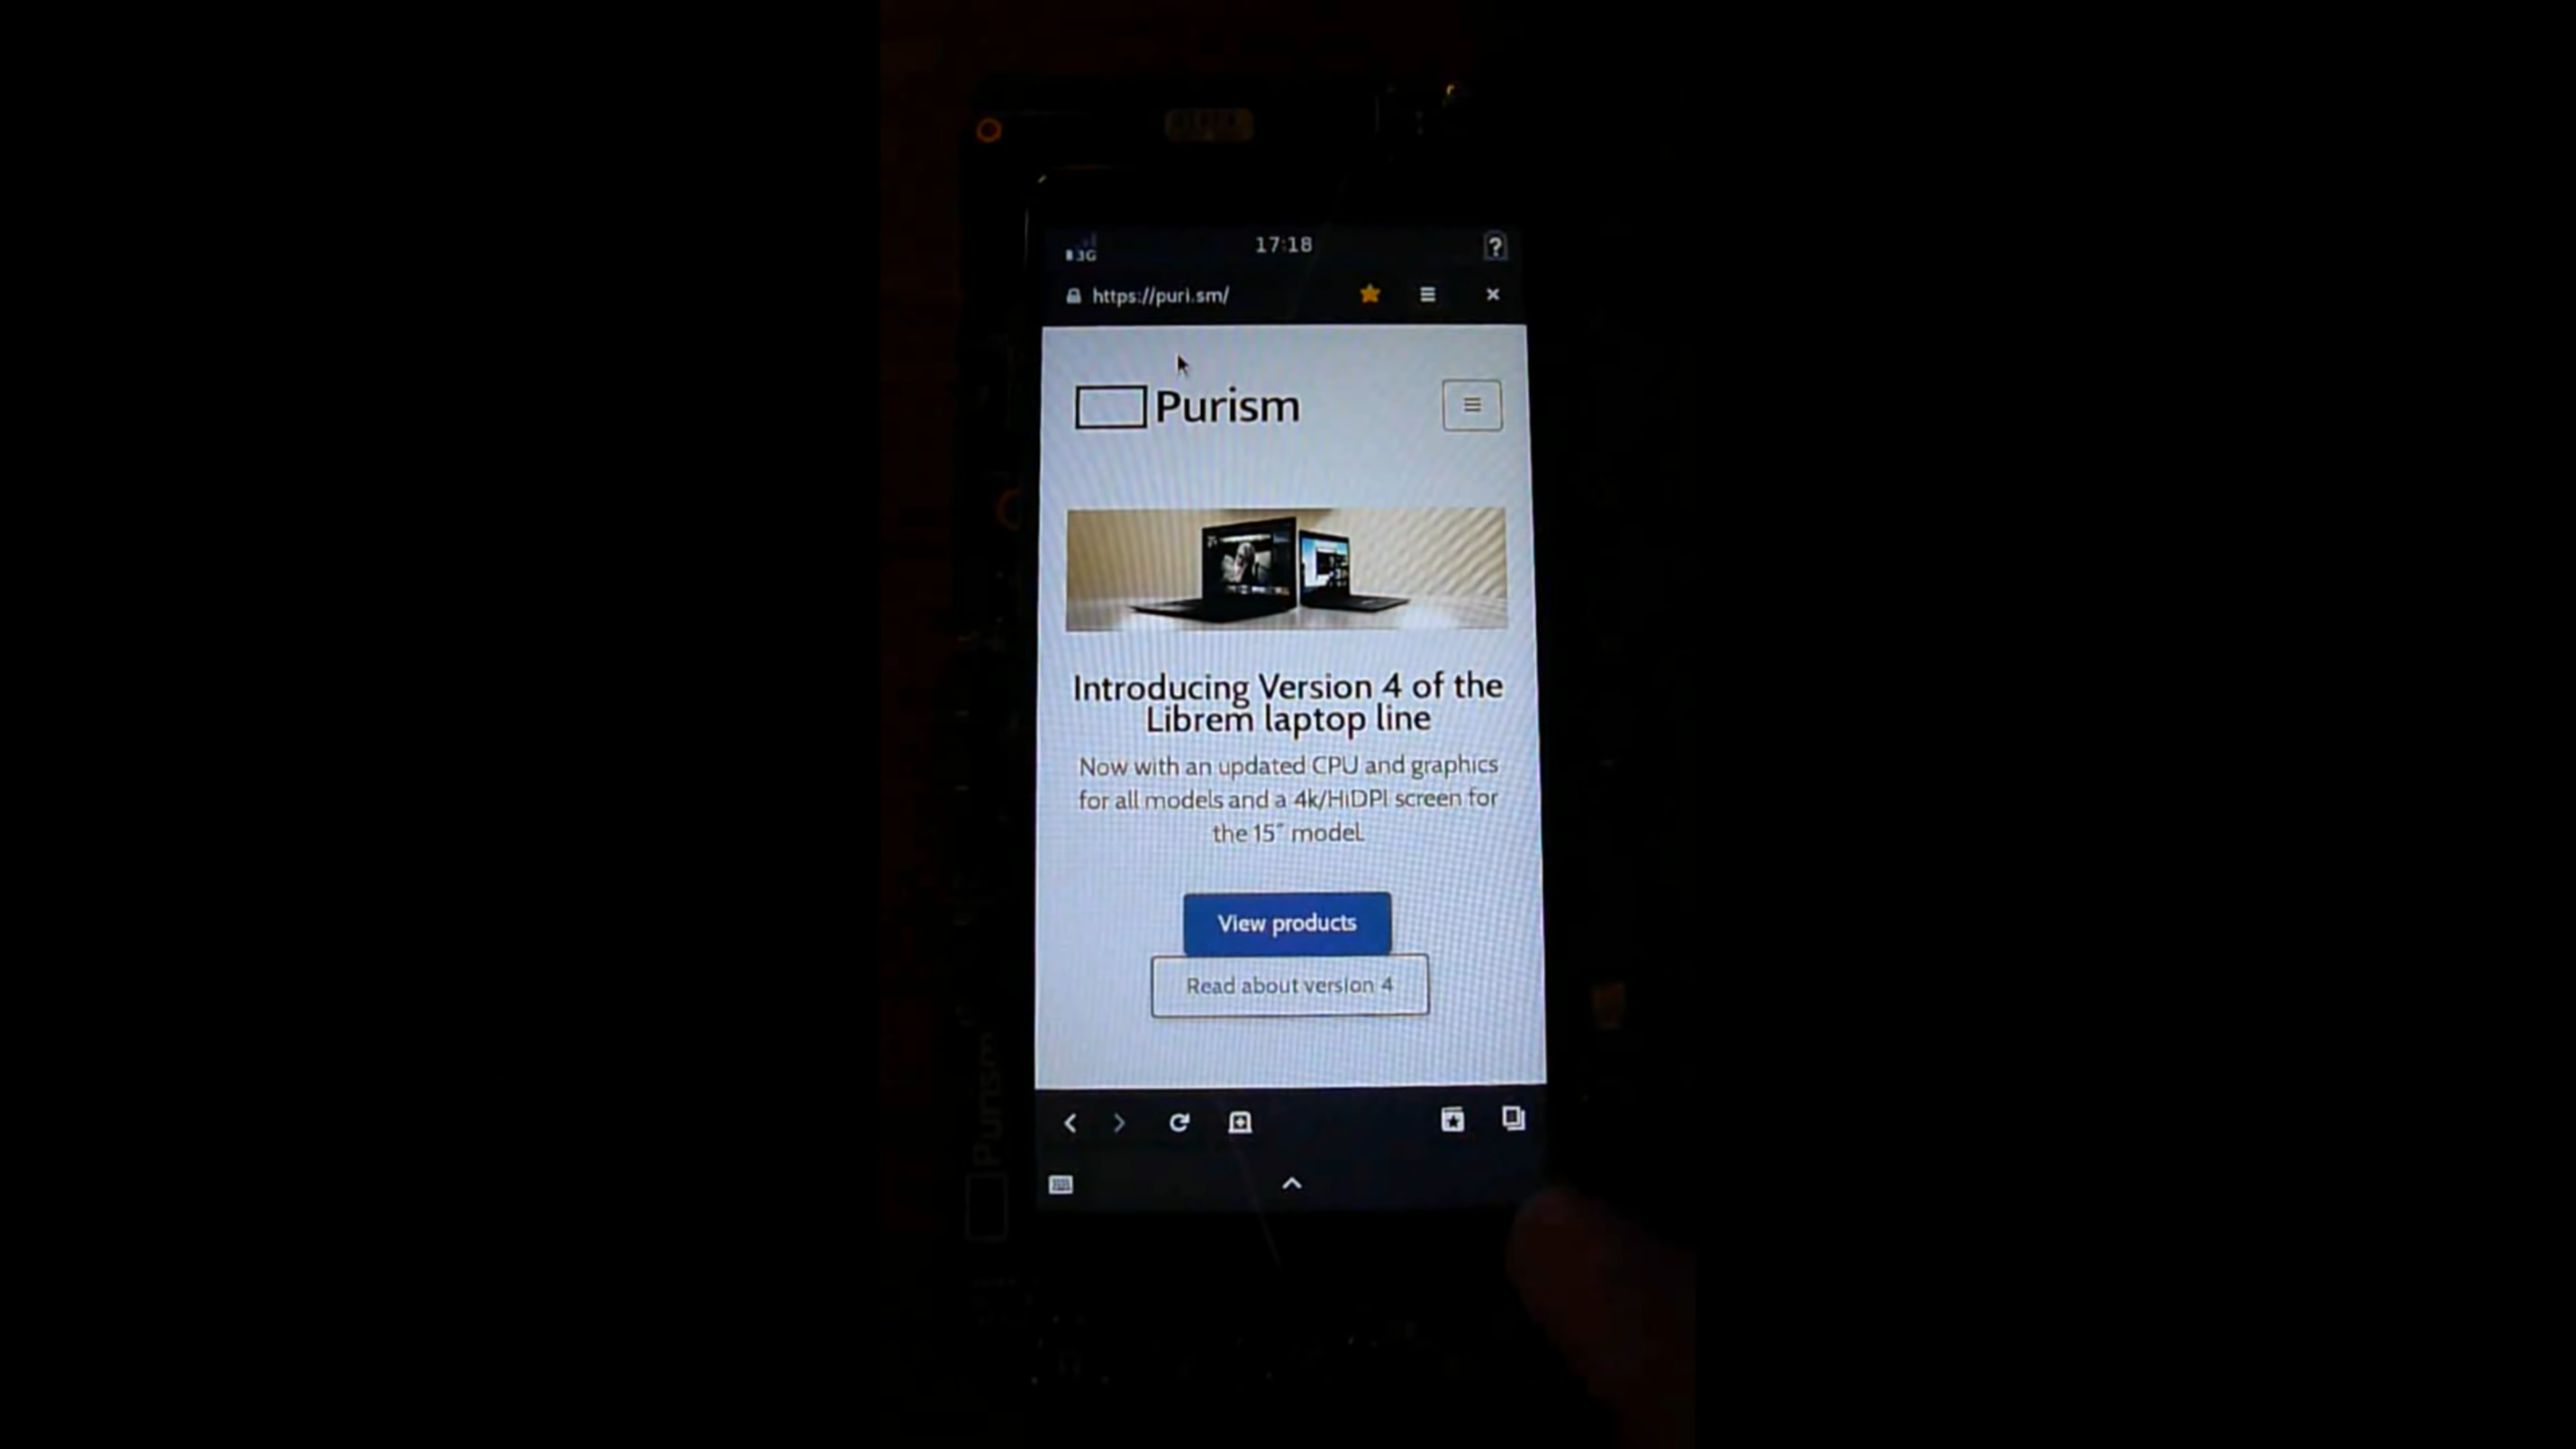 3G
17:18
?
https://puri.sm/
Purism
Introducing Version 4 of the
Librem laptop line
Now with an updated CPU and graphics
for all models and a 4k/HiDPI screen for
the 15″ model.
View products
Read about version 4
Purism